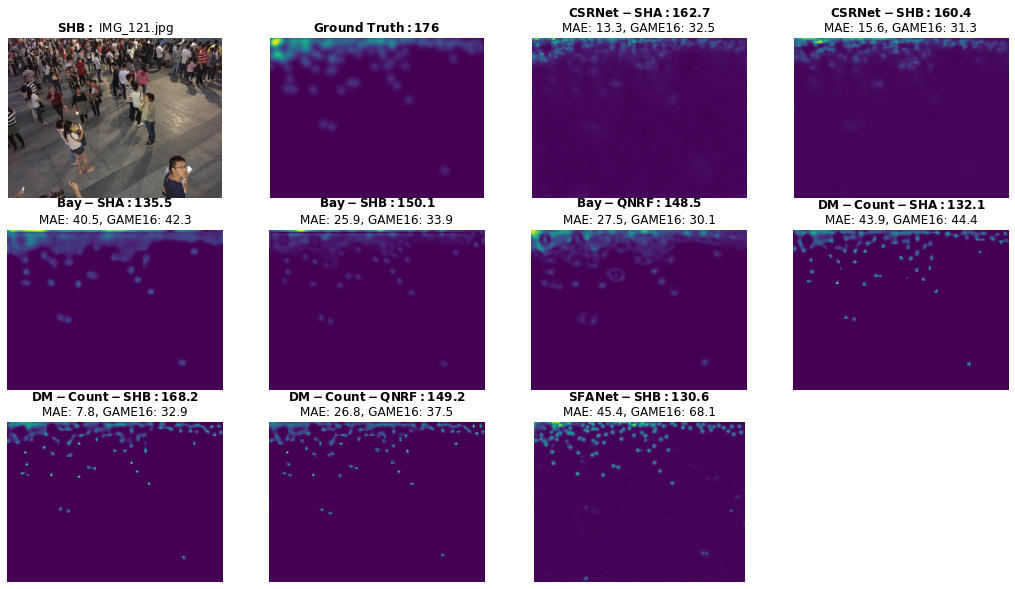 SHB: IMG_121.jpg
Ground Truth:176
CSRNet-SHA:162.7
MAE: 13.3, GAME16: 32.5
CSRNet-SHB:160.4
MAE: 15.6, GAME16: 31.3
Bay-SHA:135.5
MAE: 40.5, GAME16: 42.3
Bay-SHB:150.1
MAE: 25.9, GAME16: 33.9
Bay-QNRF:148.5
MAE: 27.5, GAME16: 30.1
DM-Count-SHA:132.1
MAE: 43.9, GAME16: 44.4
DM-Count-SHB:168.2
MAE: 7.8, GAME16: 32.9
DM-Count-QNRF:149.2
MAE: 26.8, GAME16: 37.5
SFANet-SHB:130.6
MAE: 45.4, GAME16: 68.1